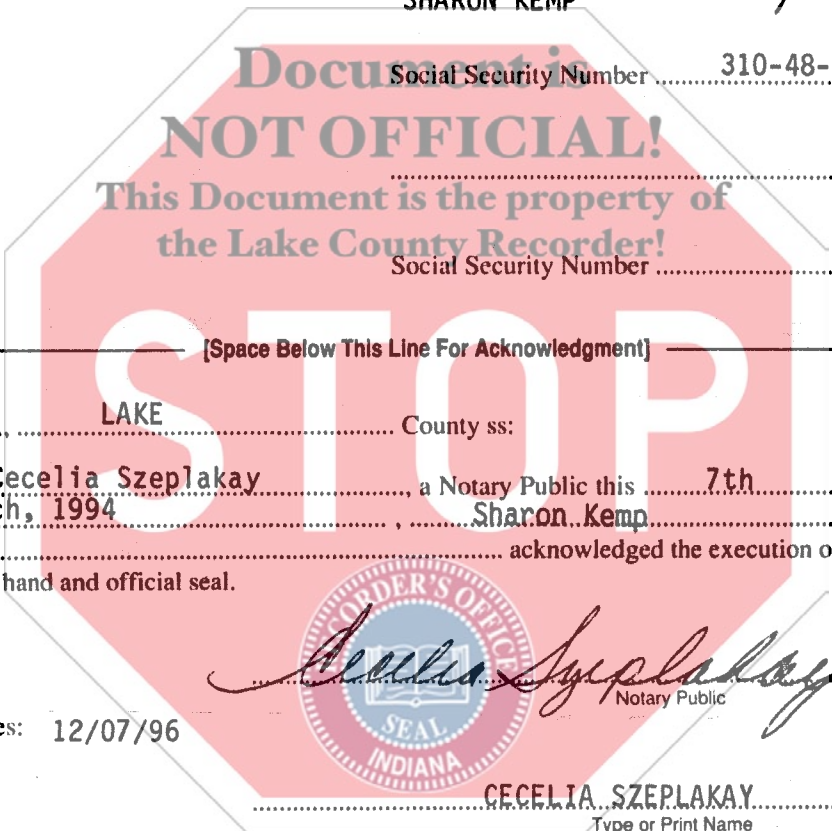 SHARON KEMP
Document is
Social Security Number 310-48-
NOT OFFICIAL!
This Document is the property of
the Lake County Recorder!
Social Security Number
STOP
[Space Below This Line For Acknowledgment]
, LAKE County ss:
ecelia Szeplakay, a Notary Public this 7th
ch, 1994, Sharon Kemp
acknowledged the execution o
hand and official seal.
CORDER'S OFFICE
SEAL
INDIANA
Cecelia Szeplakay
Notary Public
es: 12/07/96
CECELIA SZEPLAKAY
Type or Print Name